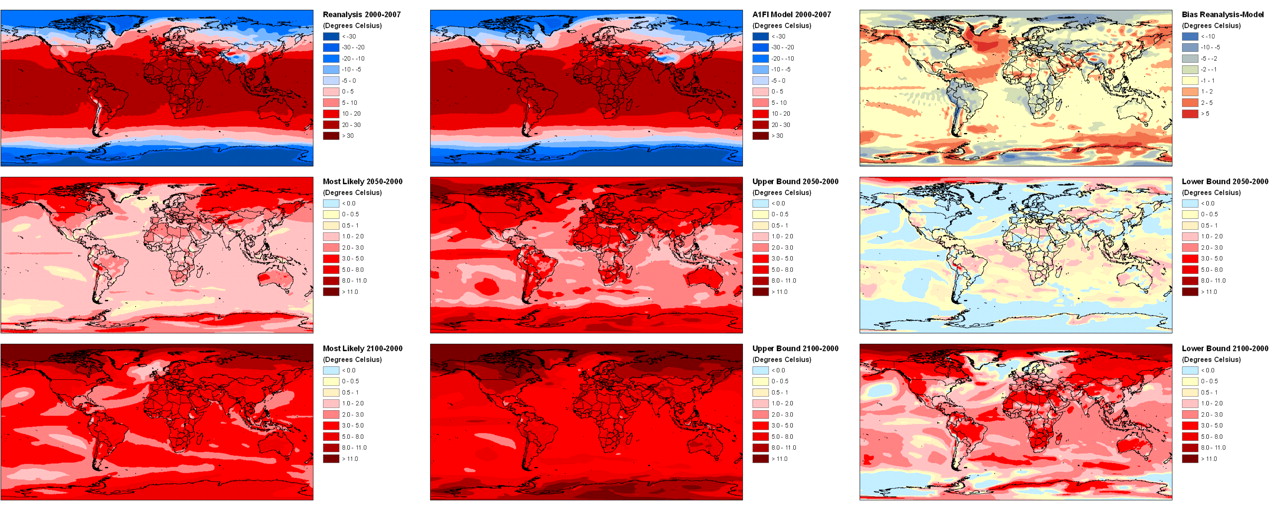 Reanalysis 2000-2007
(Degrees Celsius)
< -30
-30 - -20
-20 - -10
-10 - -5
-5 - 0
0 - 5
5 - 10
10 - 20
20 - 30
> 30
A1FI Model 2000-2007
(Degrees Celsius)
< -30
-30 - -20
-20 - -10
-10 - -5
-5 - 0
0 - 5
5 - 10
10 - 20
20 - 30
> 30
Bias Reanalysis-Model
(Degrees Celsius)
< -10
-10 - -5
-5 - -2
-2 - -1
-1 - 1
1 - 2
2 - 5
> 5
Most Likely 2050-2000
(Degrees Celsius)
< 0.0
0 - 0.5
0.5 - 1
1.0 - 2.0
2.0 - 3.0
3.0 - 5.0
5.0 - 8.0
8.0 - 11.0
> 11.0
Upper Bound 2050-2000
(Degrees Celsius)
< 0.0
0 - 0.5
0.5 - 1
1.0 - 2.0
2.0 - 3.0
3.0 - 5.0
5.0 - 8.0
8.0 - 11.0
> 11.0
Lower Bound 2050-2000
(Degrees Celsius)
< 0.0
0 - 0.5
0.5 - 1
1.0 - 2.0
2.0 - 3.0
3.0 - 5.0
5.0 - 8.0
8.0 - 11.0
> 11.0
Most Likely 2100-2000
(Degrees Celsius)
< 0.0
0 - 0.5
0.5 - 1
1.0 - 2.0
2.0 - 3.0
3.0 - 5.0
5.0 - 8.0
8.0 - 11.0
> 11.0
Upper Bound 2100-2000
(Degrees Celsius)
< 0.0
0 - 0.5
0.5 - 1
1.0 - 2.0
2.0 - 3.0
3.0 - 5.0
5.0 - 8.0
8.0 - 11.0
> 11.0
Lower Bound 2100-2000
(Degrees Celsius)
< 0.0
0 - 0.5
0.5 - 1
1.0 - 2.0
2.0 - 3.0
3.0 - 5.0
5.0 - 8.0
8.0 - 11.0
> 11.0